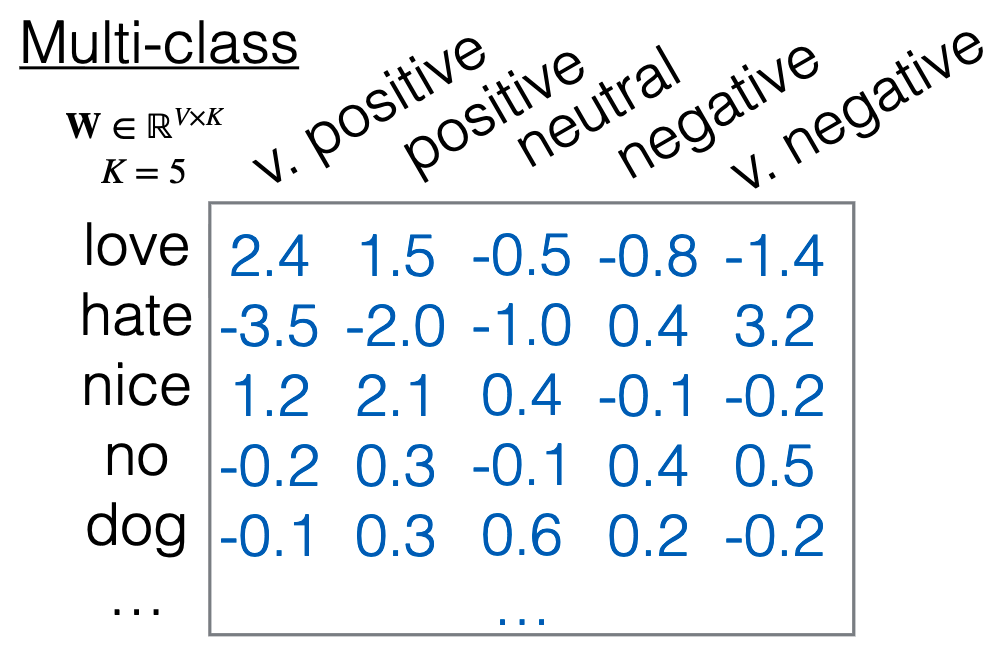 Multi-class
W ∈ ℝ^{V×K}
K = 5
v. positive positive neutral negative v. negative
love 2.4 1.5 -0.5 -0.8 -1.4
hate -3.5 -2.0 -1.0 0.4 3.2
nice 1.2 2.1 0.4 -0.1 -0.2
no -0.2 0.3 -0.1 0.4 0.5
dog -0.1 0.3 0.6 0.2 -0.2
... ...